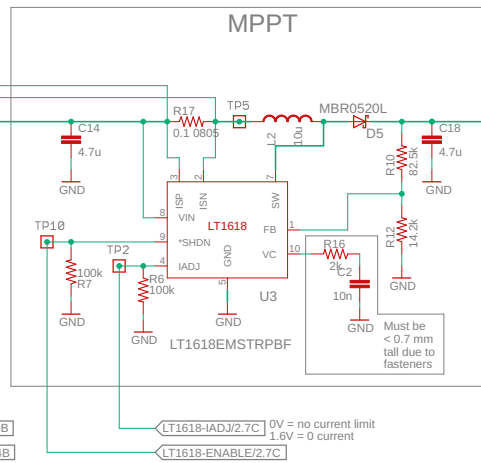 MPPT
R17
0.1 0805
TP5
L2
10u
MBR0520L
D5
C14
4.7u
GND
R10
82.5k
C18
4.7u
GND
3
2
7
ISP
ISN
SW
TP10
8
VIN
LT1618
FB
1
9
*SHDN
TP2
4
IADJ
GND
VC
10
R16
2k
R12
14.2k
GND
100k
R7
GND
R6
100k
GND
5
U3
GND
C2
10n
GND
LT1618EMSTRPBF
Must be
< 0.7 mm
tall due to
fasteners
B
LT1618-IADJ/2.7C
0V = no current limit
1.6V = 0 current
4B
LT1618-ENABLE/2.7C